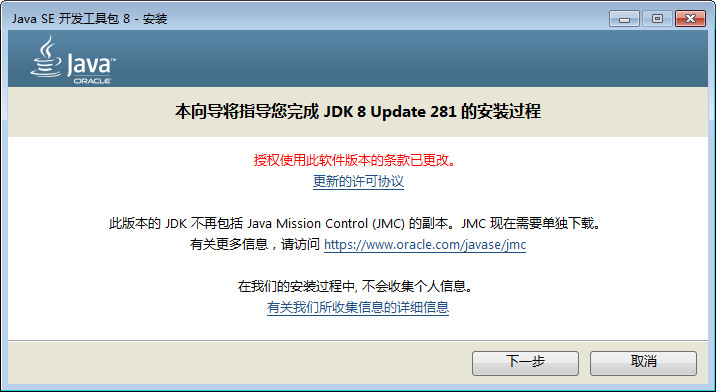 Java SE 开发工具包 8 - 安装
Java™
ORACLE
本向导将指导您完成 JDK 8 Update 281 的安装过程
授权使用此软件版本的条款已更改。
更新的许可协议
此版本的 JDK 不再包括 Java Mission Control (JMC) 的副本。JMC 现在需要单独下载。
有关更多信息，请访问 https://www.oracle.com/javase/jmc
在我们的安装过程中, 不会收集个人信息。
有关我们所收集信息的详细信息
下一步
取消